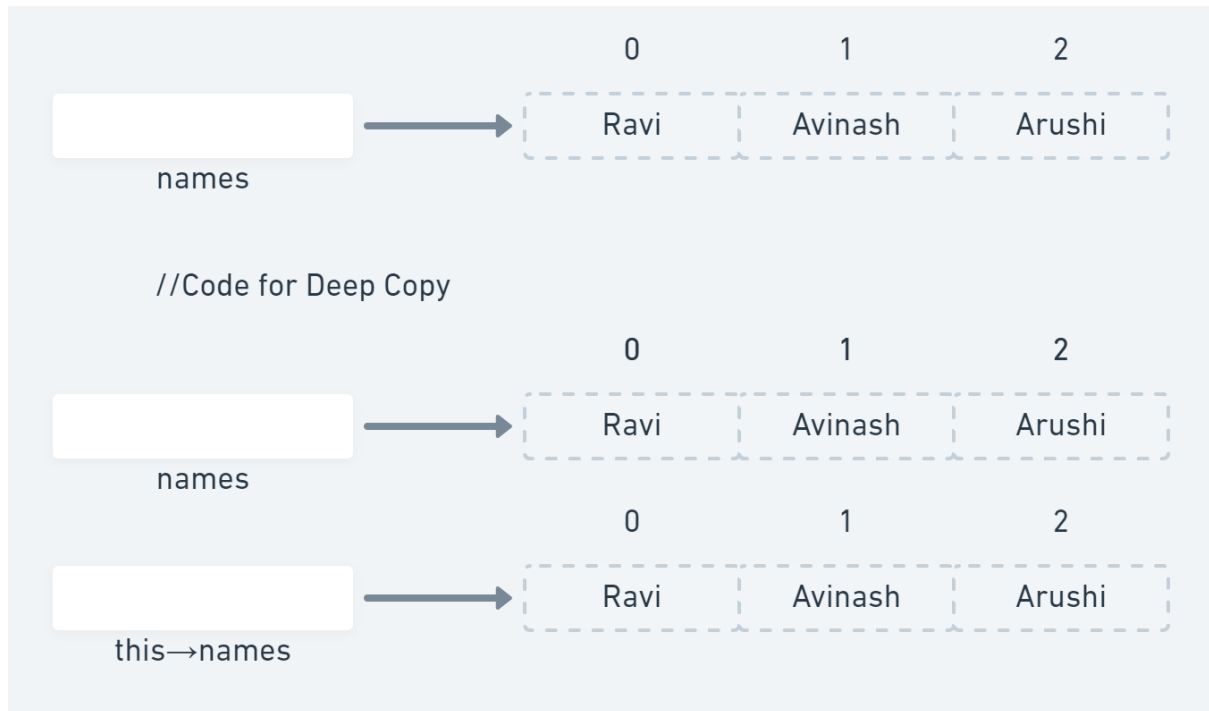 0 1 2
Ravi Avinash Arushi
names
//Code for Deep Copy
0 1 2
Ravi Avinash Arushi
names
0 1 2
Ravi Avinash Arushi
this→names